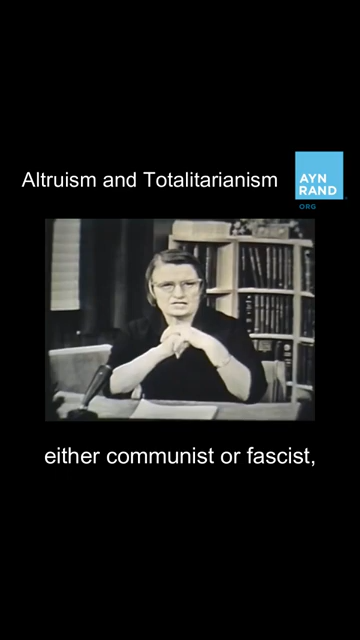 Altruism and Totalitarianism
AYN
RAND
ORG
either communist or fascist,